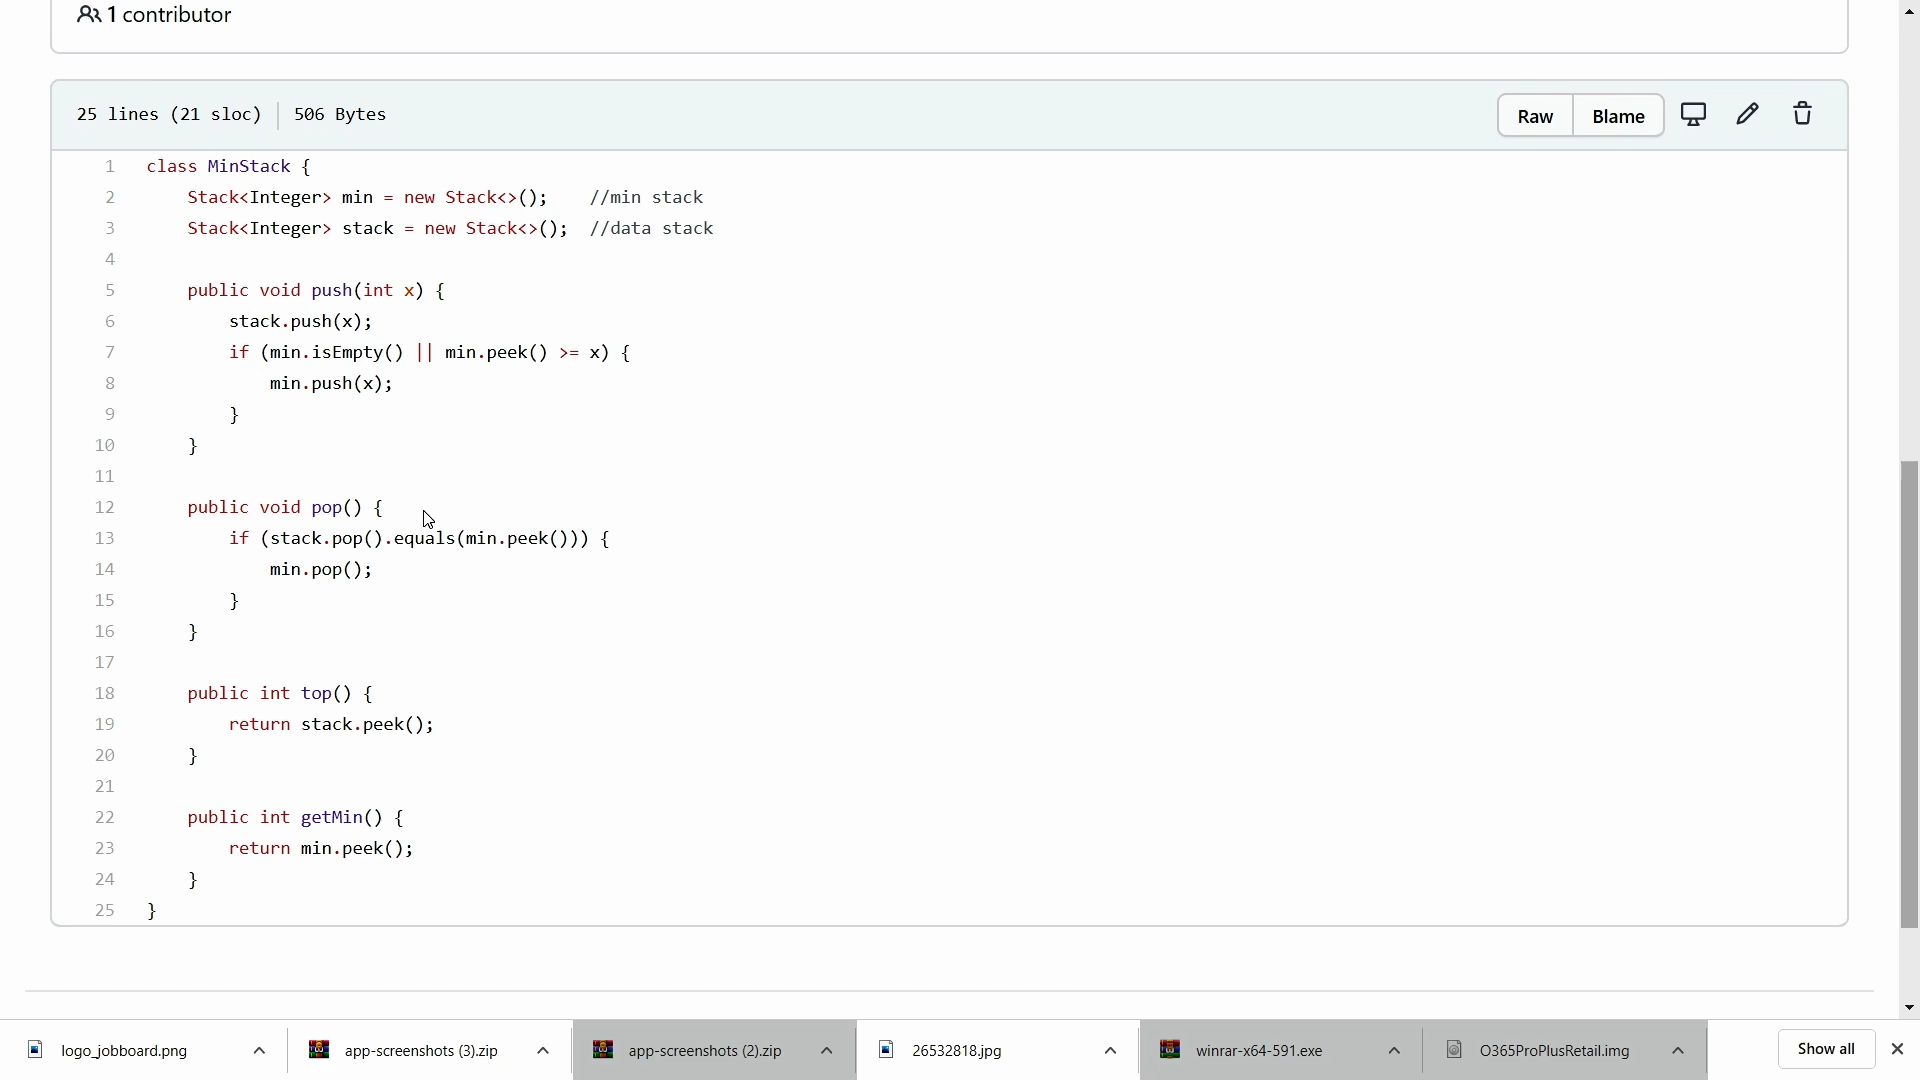 1 contributor
25 lines (21 sloc) 506 Bytes
Raw Blame
1 class MinStack {
2 Stack<Integer> min = new Stack<>(); //min stack
3 Stack<Integer> stack = new Stack<>(); //data stack
4
5 public void push(int x) {
6 stack.push(x);
7 if (min.isEmpty() || min.peek() >= x) {
8 min.push(x);
9 }
10 }
11
12 public void pop() {
13 if (stack.pop().equals(min.peek())) {
14 min.pop();
15 }
16 }
17
18 public int top() {
19 return stack.peek();
20 }
21
22 public int getMin() {
23 return min.peek();
24 }
25 }
logo_jobboard.png app-screenshots (3).zip app-screenshots (2).zip 26532818.jpg winrar-x64-591.exe O365ProPlusRetail.img Show all